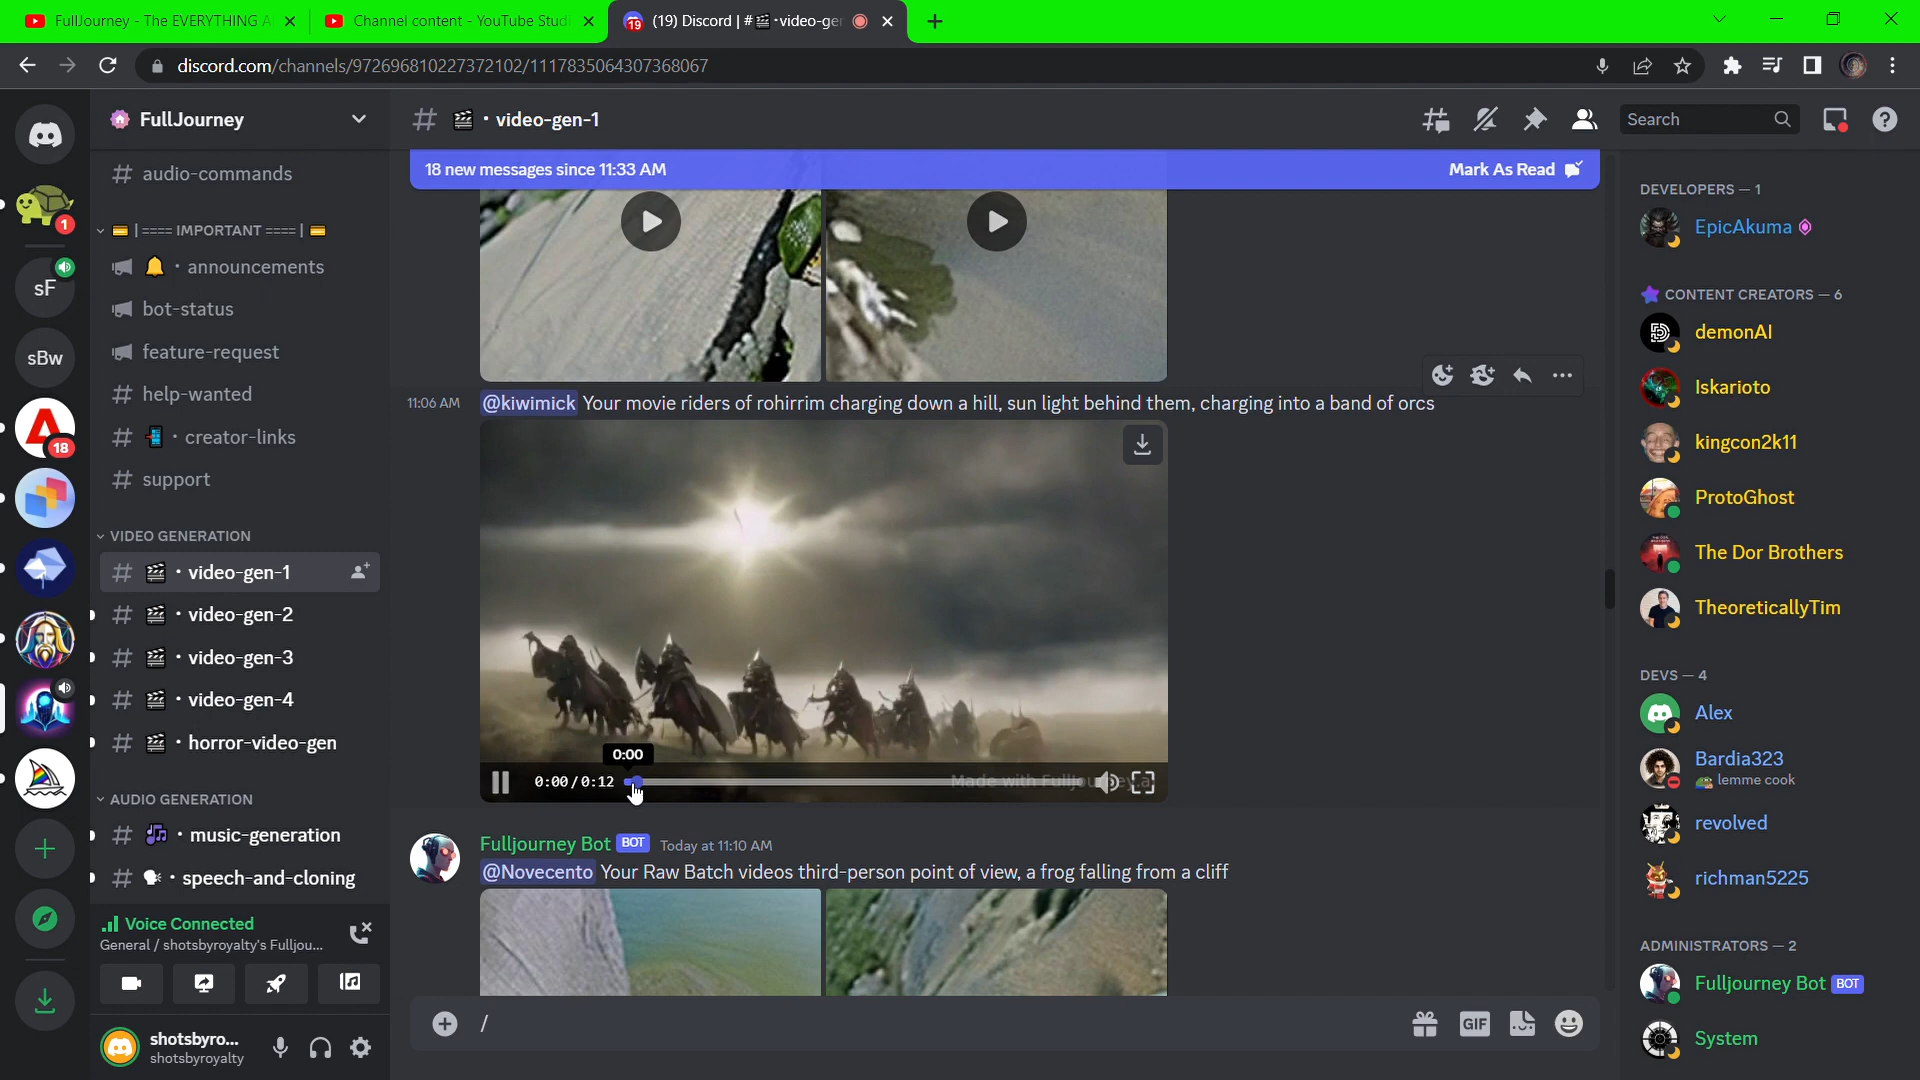 FullJourney - The EVERYTHING A
Channel content - YouTube Stud
(19) Discord | #🎬・video-ge
discord.com/channels/972696810227372102/1117835064307368067
FullJourney
# 🎬・video-gen-1
Search
18 new messages since 11:33 AM
Mark As Read
1
sF
sBw
18
# audio-commands
💳 |==== IMPORTANT ====| 💳
🔔・announcements
bot-status
feature-request
# help-wanted
# 📲・creator-links
# support
VIDEO GENERATION
# 🎬・video-gen-1
# 🎬・video-gen-2
# 🎬・video-gen-3
# 🎬・video-gen-4
# 🎬・horror-video-gen
AUDIO GENERATION
# 🎶・music-generation
# 🗣・speech-and-cloning
Voice Connected
General / shotsbyroyalty's Fulljou...
shotsbyro...
shotsbyroyalty
11:06 AM @kiwimick Your movie riders of rohirrim charging down a hill, sun light behind them, charging into a band of orcs
0:00
0:00/0:12
Made with Fulljo
Fulljourney Bot BOT Today at 11:10 AM
@Novecento Your Raw Batch videos third-person point of view, a frog falling from a cliff
/
GIF
DEVELOPERS — 1
EpicAkuma
CONTENT CREATORS — 6
demonAI
Iskarioto
kingcon2k11
ProtoGhost
The Dor Brothers
TheoreticallyTim
DEVS — 4
Alex
Bardia323
lemme cook
revolved
richman5225
ADMINISTRATORS — 2
Fulljourney Bot BOT
System